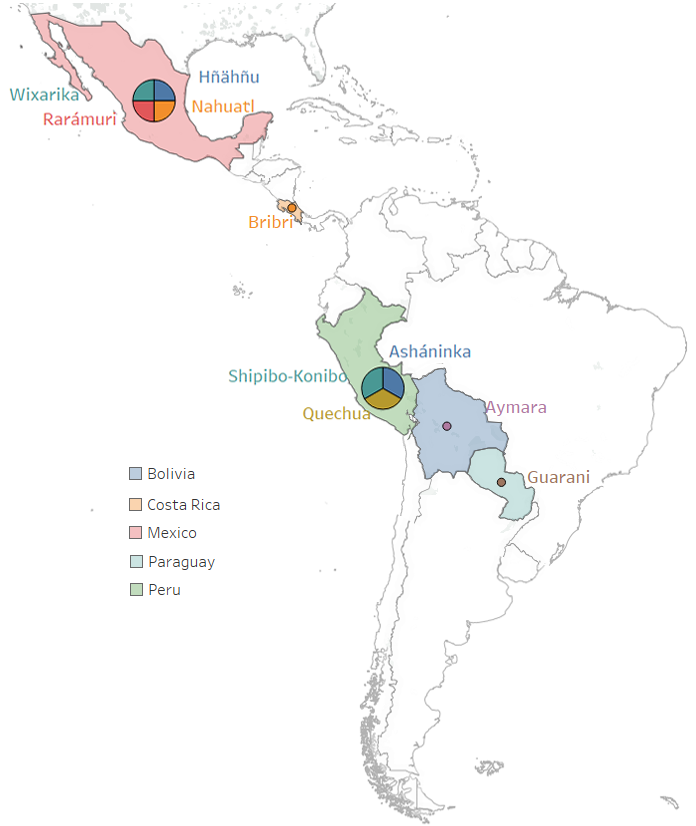 Hñähñu
Wixarika
Nahuatl
Rarámuri
Bribri
Asháninka
Shipibo-Konibo
Quechua
Aymara
Guarani
Bolivia
Costa Rica
Mexico
Paraguay
Peru